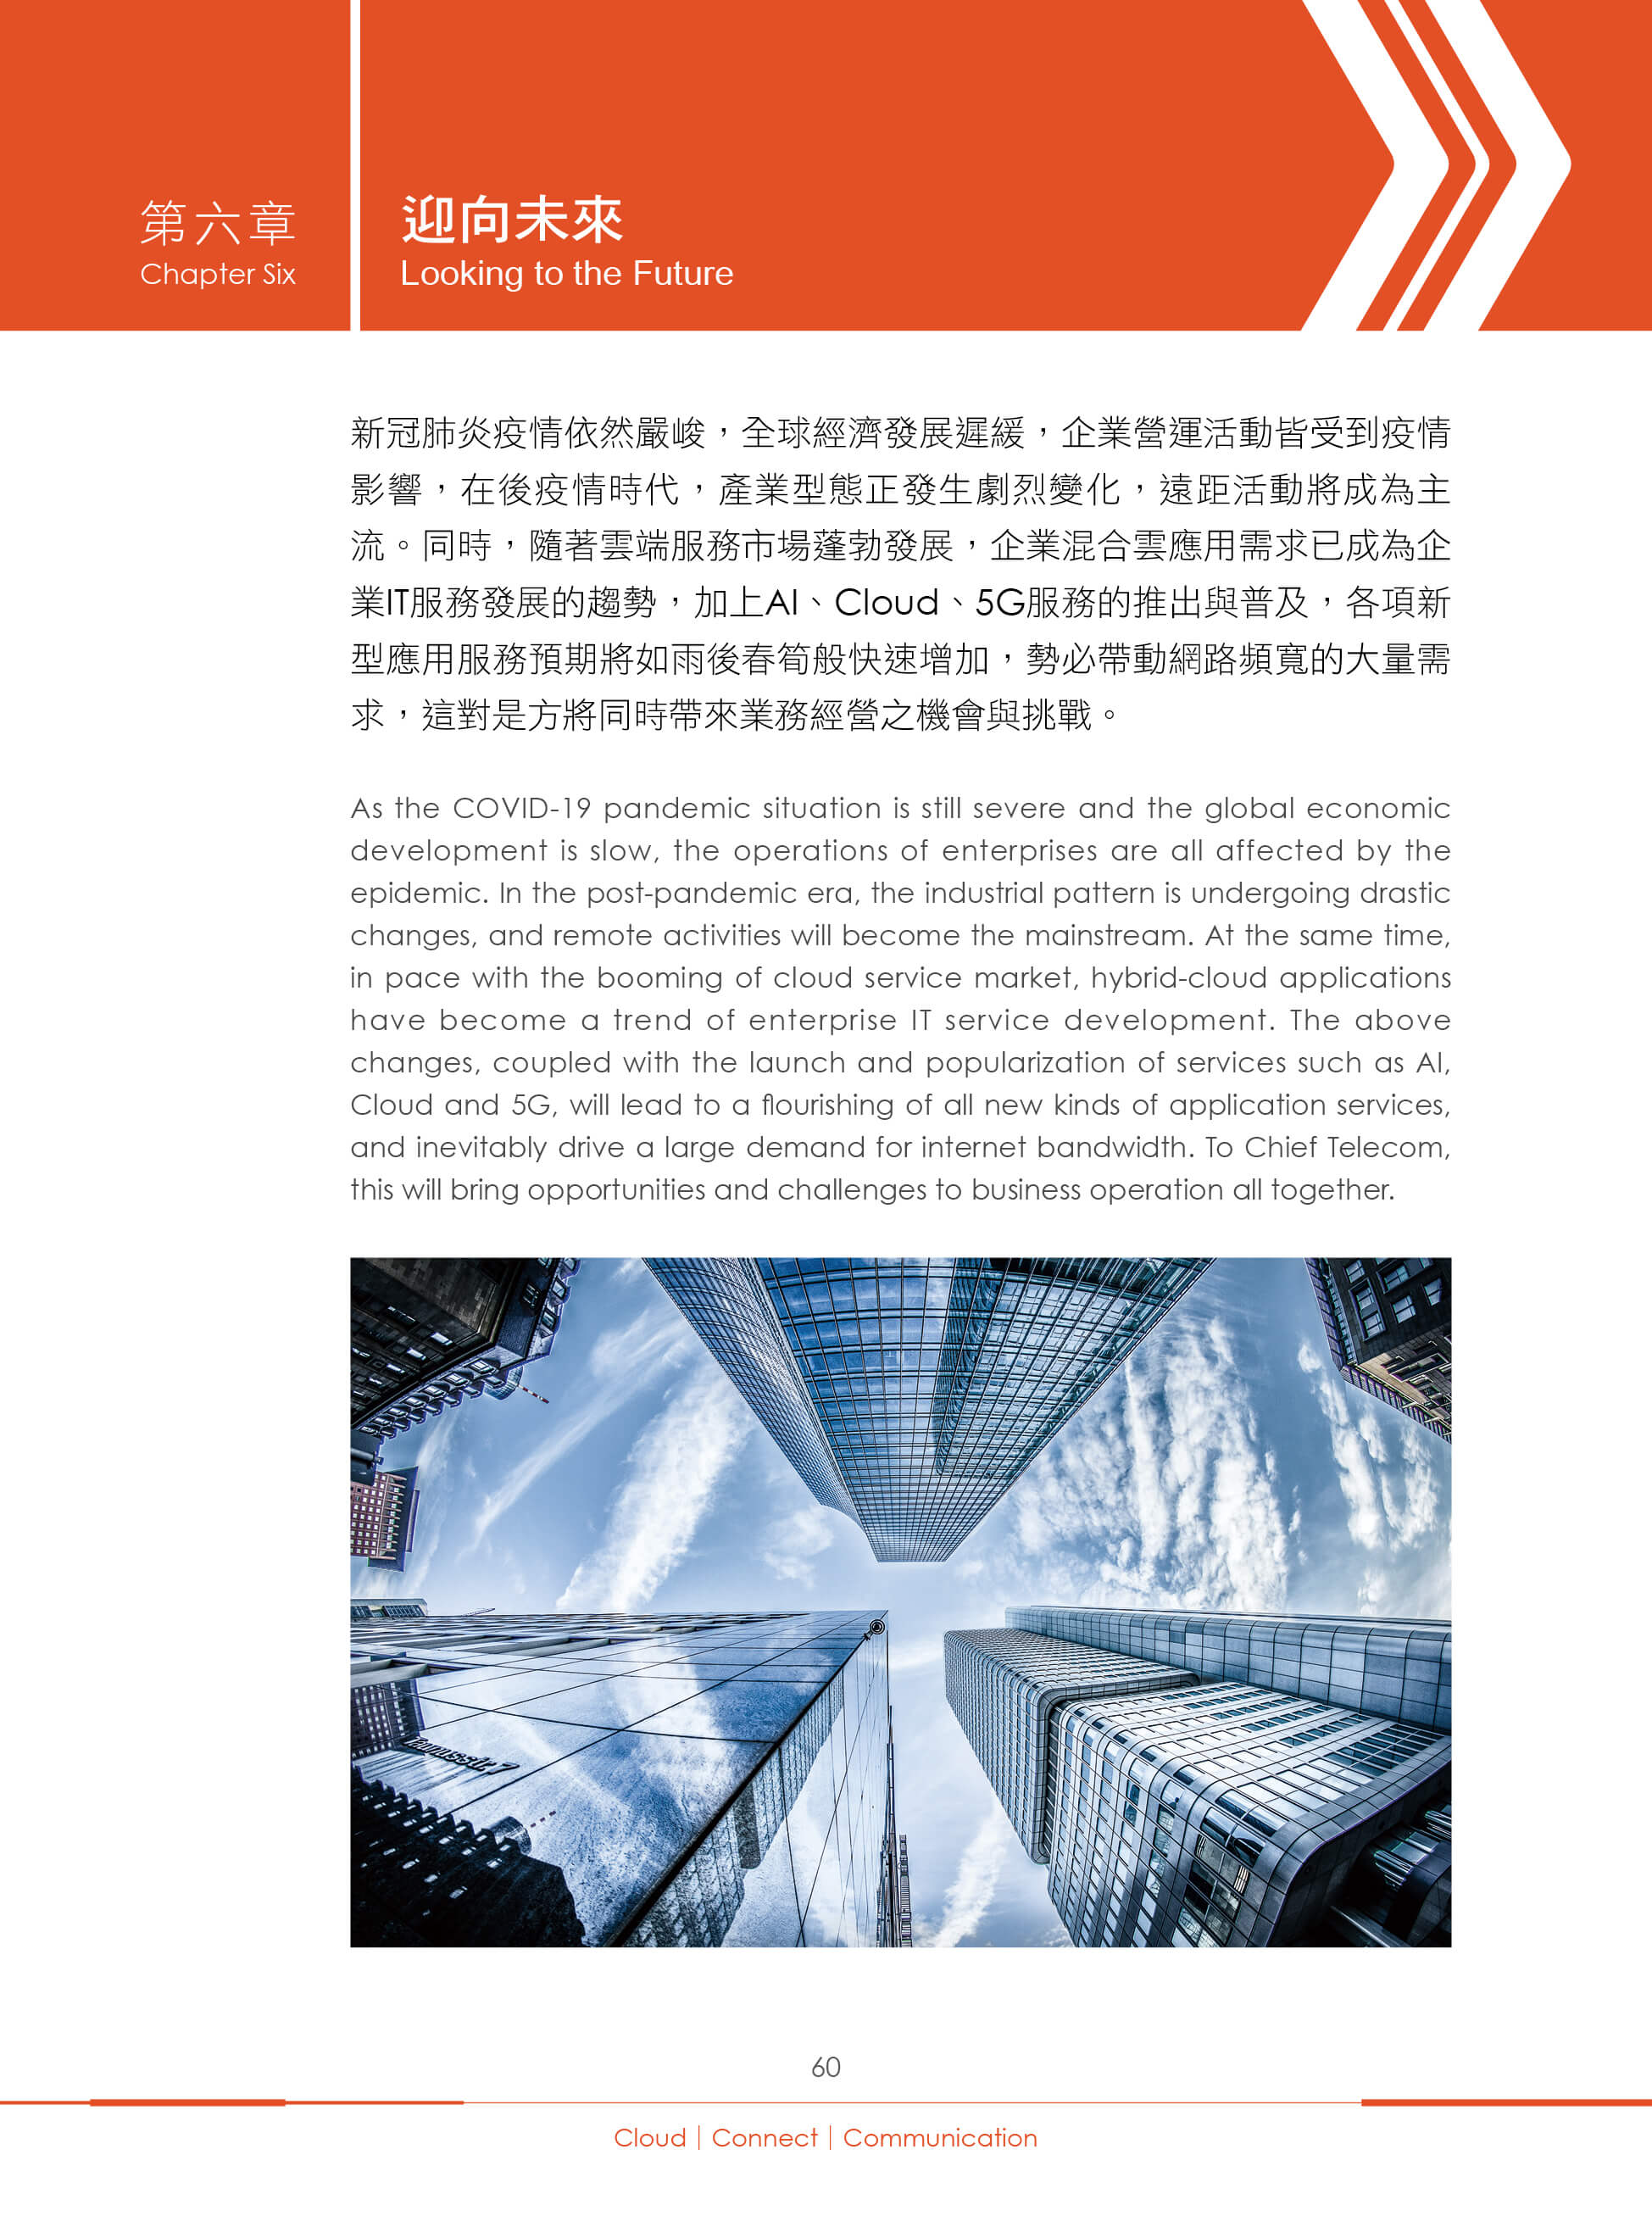 第六章
Chapter Six
迎向未來
Looking to the Future
新冠肺炎疫情依然嚴峻，全球經濟發展遲緩，企業營運活動皆受到疫情
影響，在後疫情時代，產業型態正發生劇烈變化，遠距活動將成為主
流。同時，隨著雲端服務市場蓬勃發展，企業混合雲應用需求已成為企
業IT服務發展的趨勢，加上AI、Cloud、5G服務的推出與普及，各項新
型應用服務預期將如雨後春筍般快速增加，勢必帶動網路頻寬的大量需
求，這對是方將同時帶來業務經營之機會與挑戰。
As the COVID-19 pandemic situation is still severe and the global economic
development is slow, the operations of enterprises are all affected by the
epidemic. In the post-pandemic era, the industrial pattern is undergoing drastic
changes, and remote activities will become the mainstream. At the same time,
in pace with the booming of cloud service market, hybrid-cloud applications
have become a trend of enterprise IT service development. The above
changes, coupled with the launch and popularization of services such as AI,
Cloud and 5G, will lead to a flourishing of all new kinds of application services,
and inevitably drive a large demand for internet bandwidth. To Chief Telecom,
this will bring opportunities and challenges to business operation all together.
Taunusstr. 7
60
Cloud｜Connect｜Communication